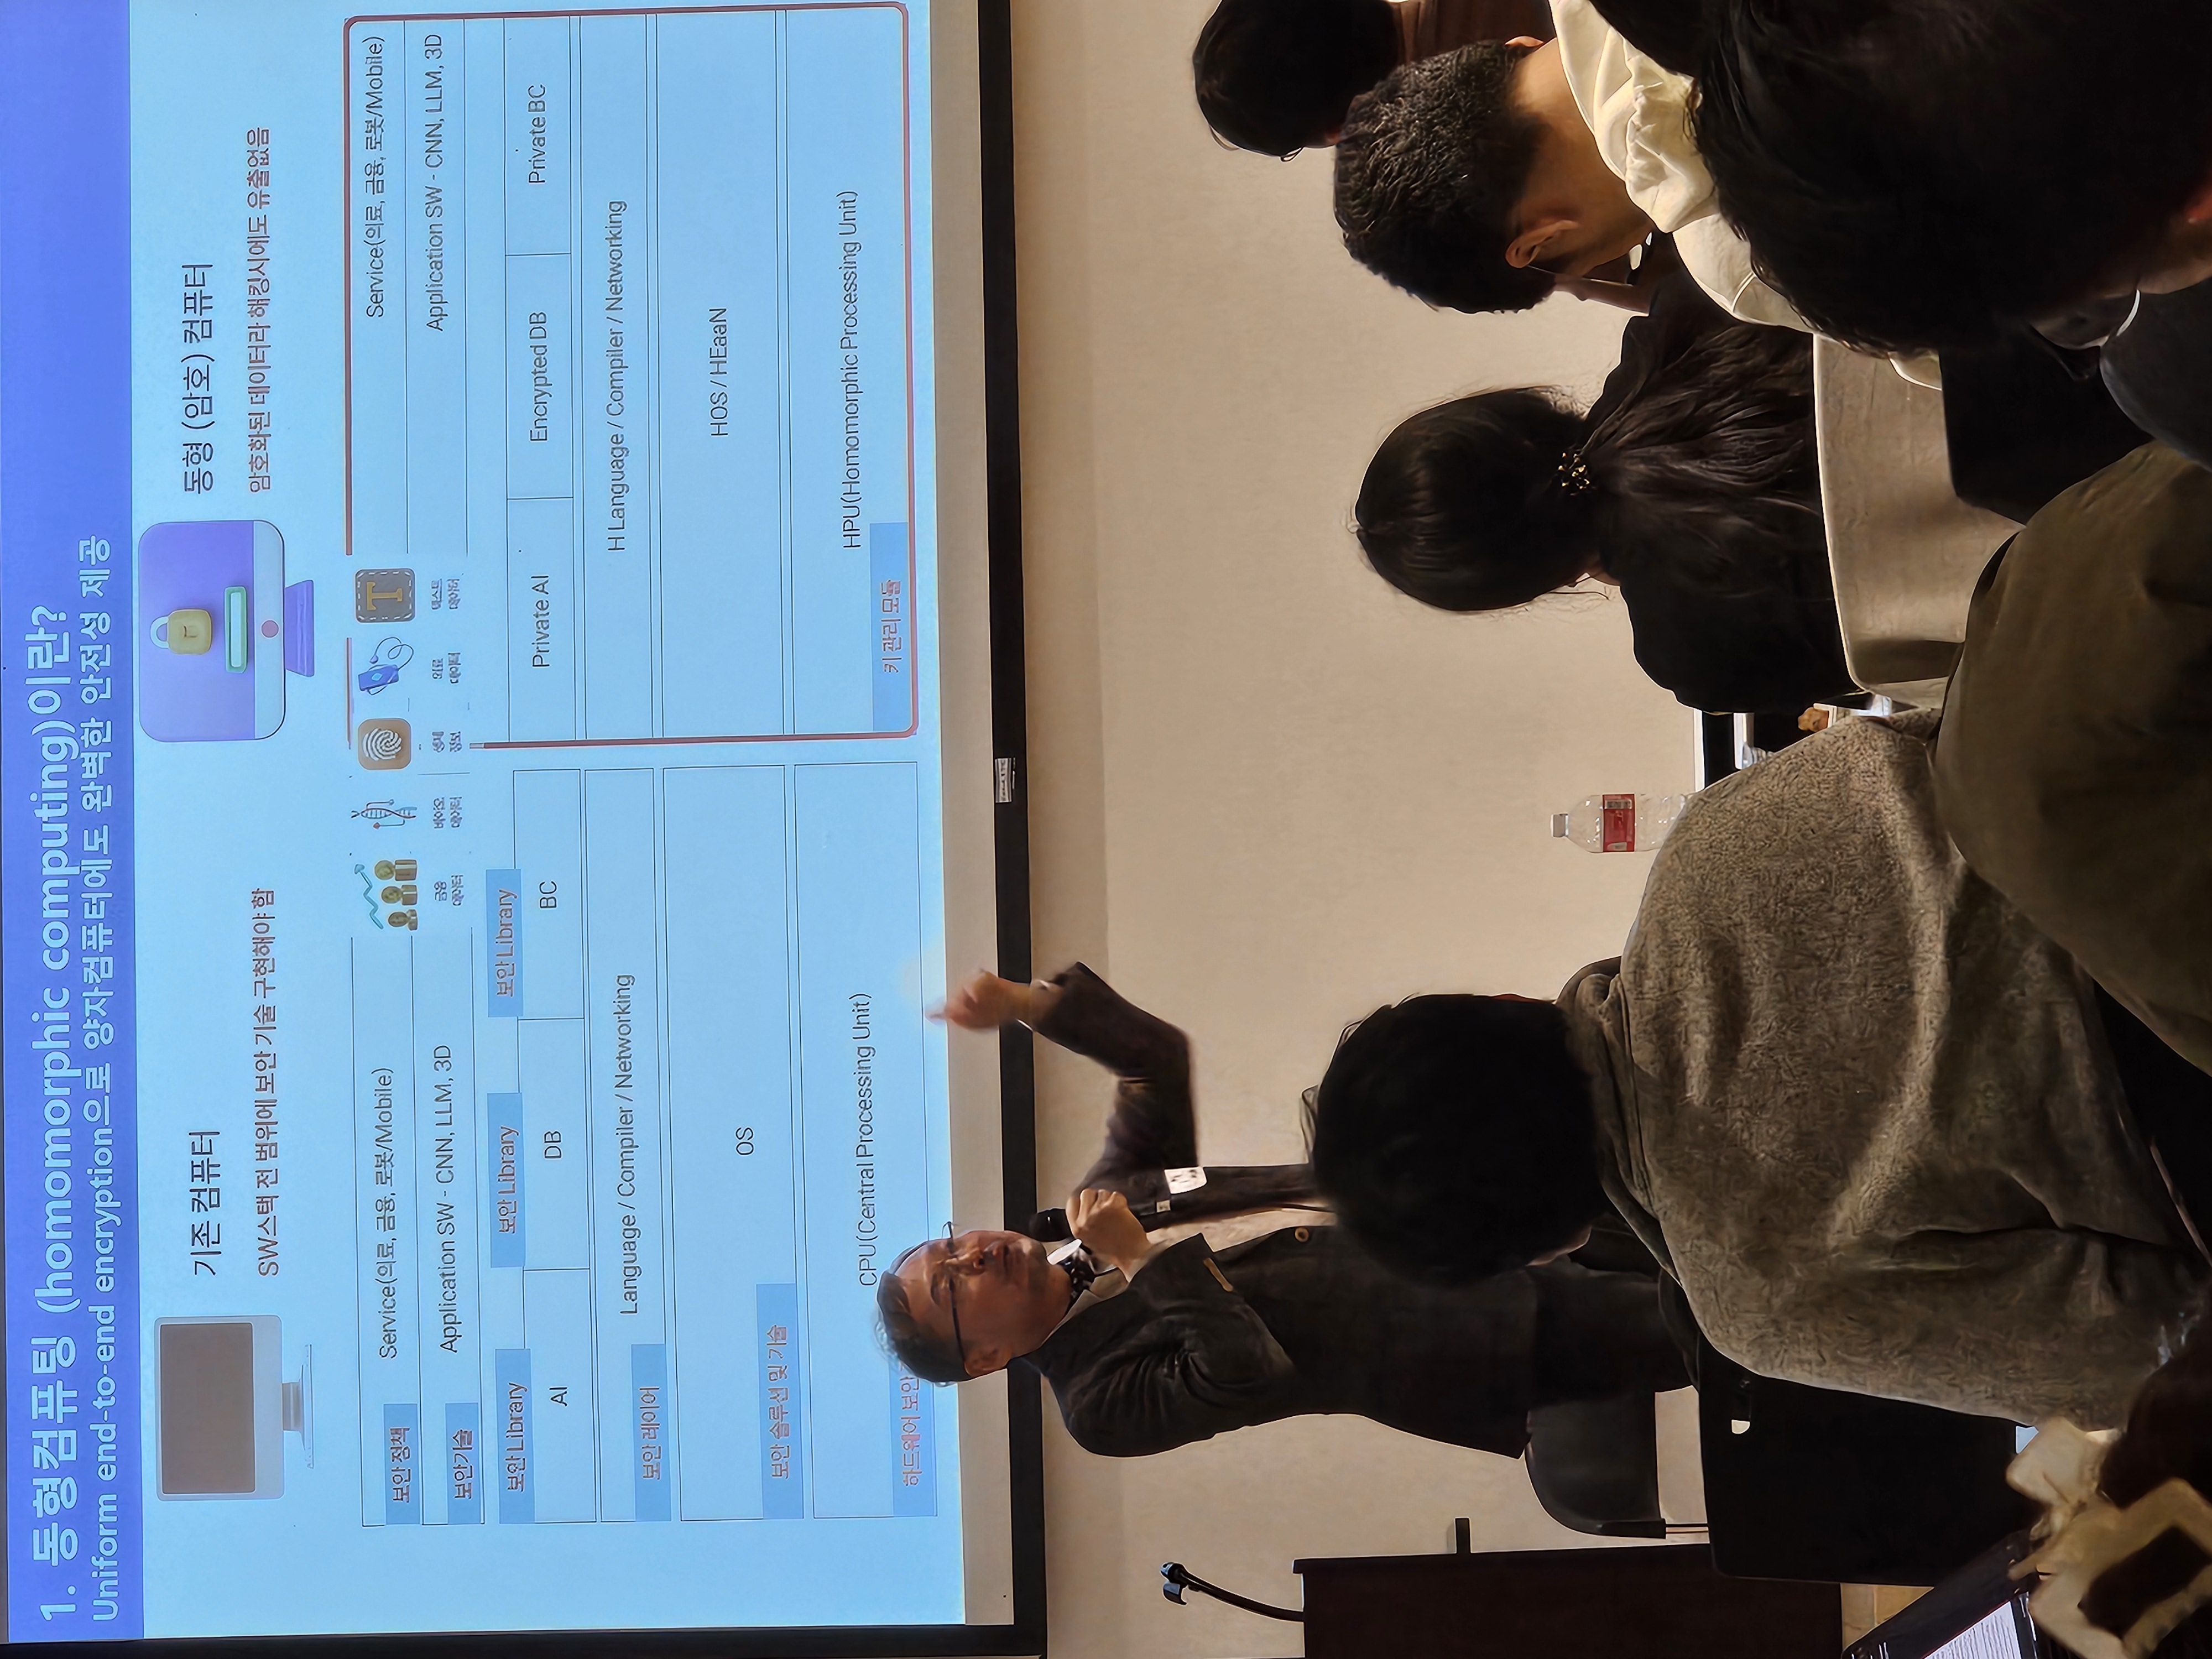 1. 동형컴퓨팅 (homomorphic computing)이란?
Uniform end-to-end encryption으로 양자컴퓨터에도 완벽한 안전성 제공
기존 컴퓨터
SW스택 전 범위에 보안 기술 구현해야 함
동형 (암호) 컴퓨터
암호화된 데이터라 해킹시에도 유출없음
Service(의료, 금융, 로봇/Mobile)
보안 정책
Application SW - CNN, LLM, 3D
보안기술
금융
데이터
바이오
데이터
생체
정보
의료
데이터
T
텍스트
데이터
Service(의료, 금융, 로봇/Mobile)
Application SW - CNN, LLM, 3D
보안 Library
보안 Library
보안 Library
AI
DB
BC
Private AI
Encrypted DB
Private BC
Language / Compiler / Networking
보안 레이어
H Language / Compiler / Networking
OS
보안 솔루션 및 기술
HOS / HEaaN
CPU(Central Processing Unit)
하드웨어 보안
HPU(Homomorphic Processing Unit)
키 관리 모듈